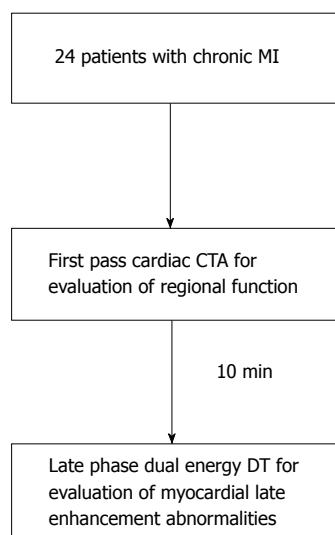 24 patients with chronic MI
First pass cardiac CTA for
evaluation of regional function
10 min
Late phase dual energy DT for
evaluation of myocardial late
enhancement abnormalities